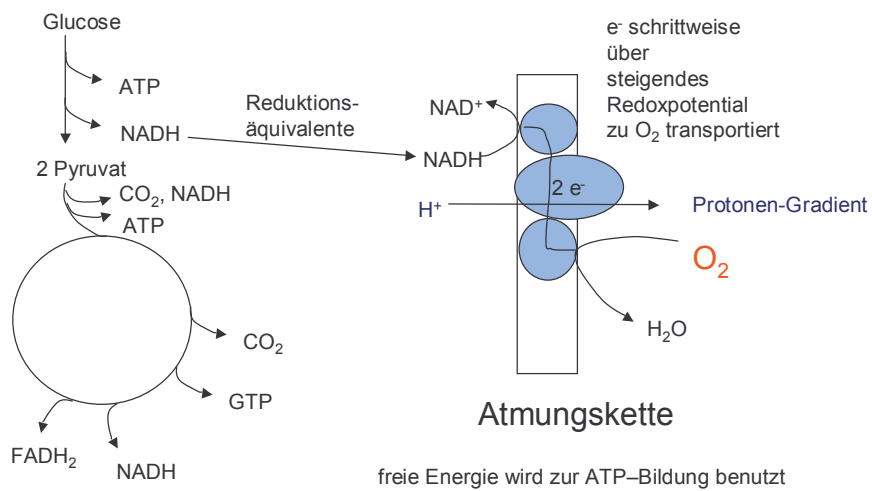 Glucose
ATP
NADH
2 Pyruvat
CO₂, NADH
ATP
CO₂
GTP
NADH
FADH₂
Reduktions-
äquivalente
NAD⁺
NADH
H⁺
2 e⁻
e⁻ schrittweise
über
steigendes
Redoxpotential
zu O₂ transportiert
Protonen-Gradient
O₂
H₂O
Atmungskette
freie Energie wird zur ATP–Bildung benutzt